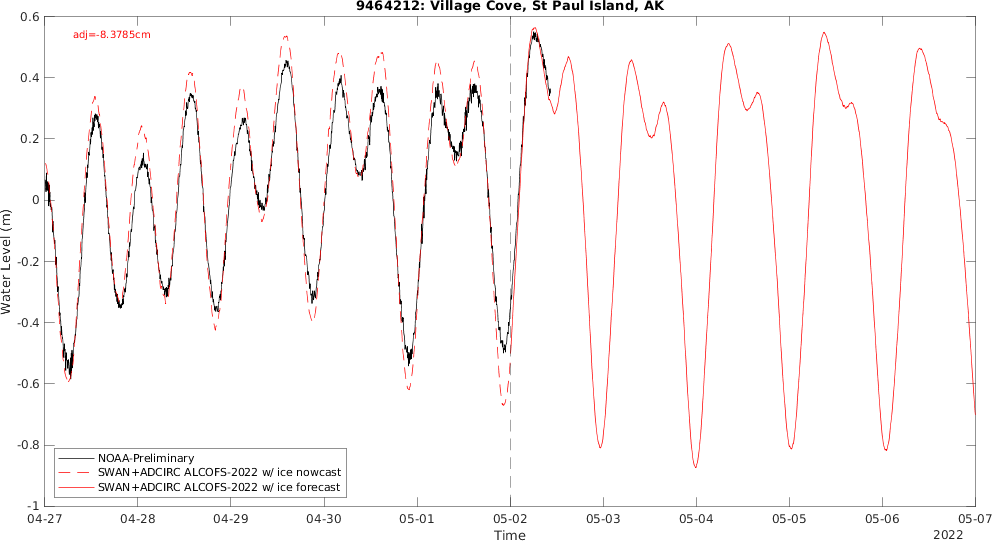 9464212: Village Cove, St Paul Island, AK
adj=-8.3785cm
Water Level (m)
0.6
0.4
0.2
0
-0.2
-0.4
-0.6
-0.8
-1
NOAA-Preliminary
SWAN+ADCIRC ALCOFS-2022 w/ ice nowcast
SWAN+ADCIRC ALCOFS-2022 w/ ice forecast
04-27 04-28 04-29 04-30 05-01 05-02 05-03 05-04 05-05 05-06 05-07
Time
2022